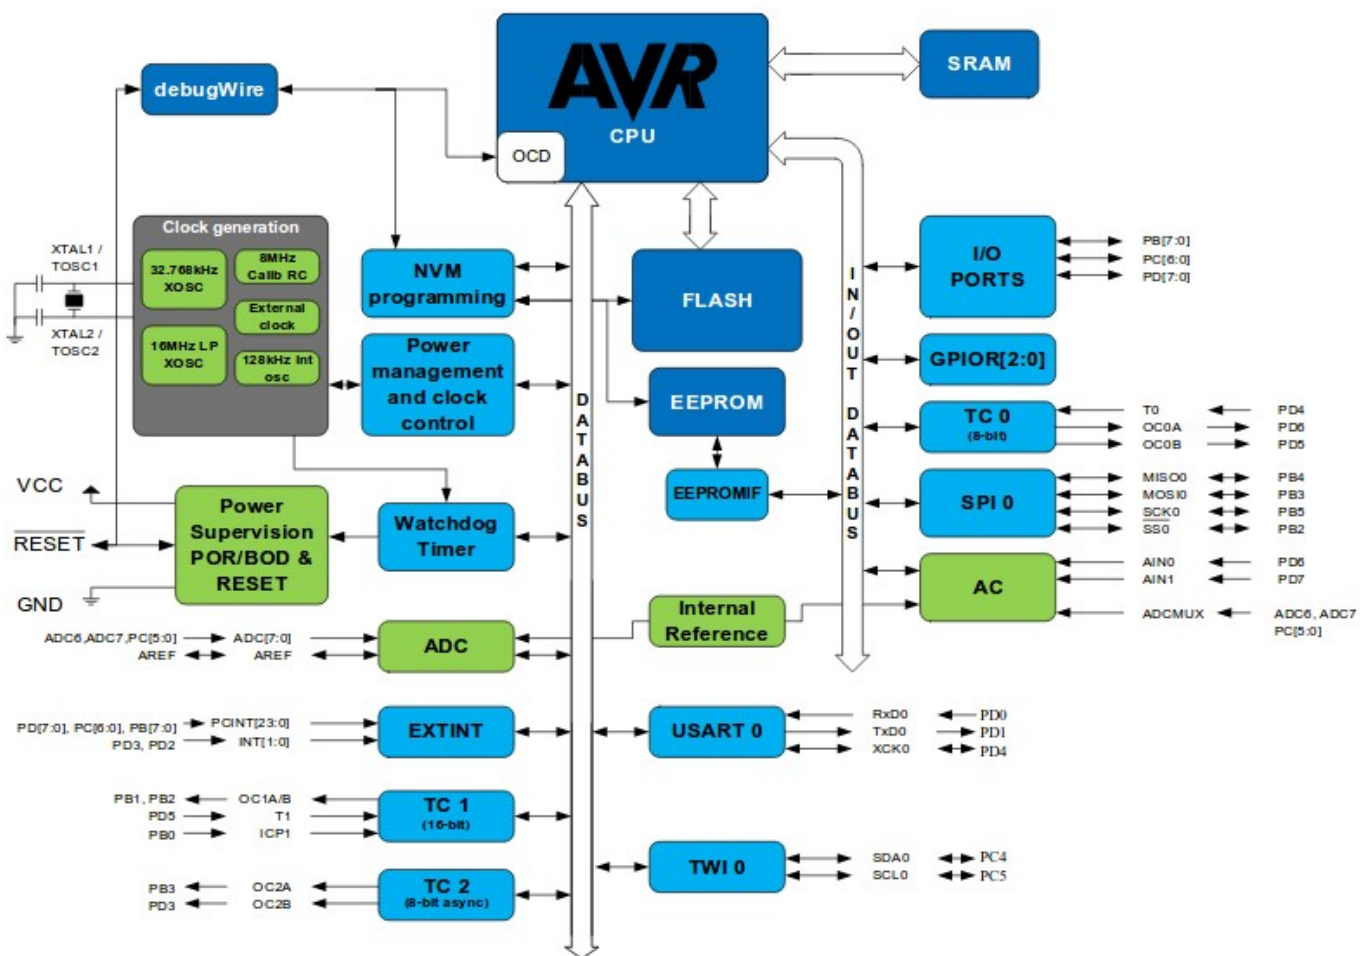 AVR
CPU
OCD
SRAM
debugWire
Clock generation
XTAL1 /
TOSC1
XTAL2 /
TOSC2
32.768kHz
XOSC
8MHz
Calib RC
External
clock
16MHz LP
XOSC
128kHz Int
osc
NVM
programming
Power
management
and clock
control
FLASH
EEPROM
EEPROMIF
DATABUS
IN/OUT DATABUS
I/O
PORTS
PB[7:0]
PC[6:0]
PD[7:0]
GPIOR[2:0]
TC 0
(8-bit)
T0 PD4
OC0A PD6
OC0B PD5
SPI 0
MISO0 PB4
MOSI0 PB3
SCK0 PB5
SS0 PB2
AC
AIN0 PD6
AIN1 PD7
ADCMUX ADC6, ADC7
PC[5:0]
VCC
RESET
GND
Power
Supervision
POR/BOD &
RESET
Watchdog
Timer
Internal
Reference
ADC6,ADC7,PC[5:0] ADC[7:0]
AREF AREF
ADC
PD[7:0], PC[6:0], PB[7:0] PCINT[23:0]
PD3, PD2 INT[1:0]
EXTINT
USART 0
RxD0 PD0
TxD0 PD1
XCK0 PD4
PB1, PB2 OC1A/B
PD5 T1
PB0 ICP1
TC 1
(16-bit)
TWI 0
SDA0 PC4
SCL0 PC5
PB3 OC2A
PD3 OC2B
TC 2
(8-bit async)